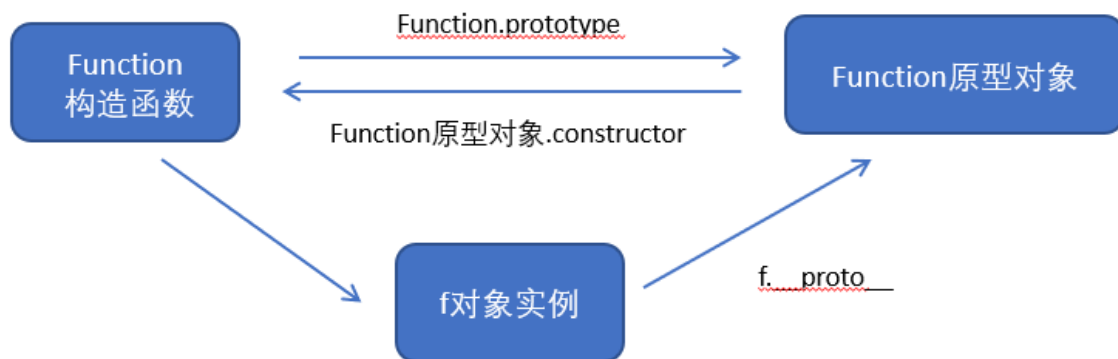 Function.prototype
Function
构造函数
Function原型对象
Function原型对象.constructor
f对象实例
f.__proto__